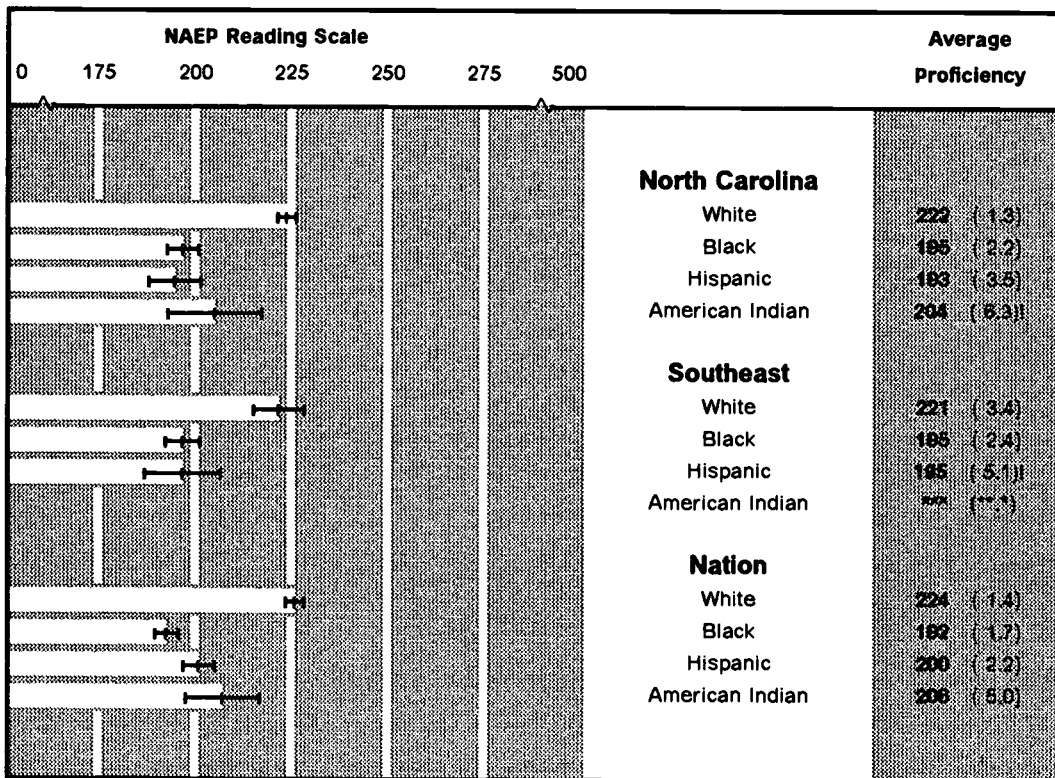 NAEP Reading Scale
Average
Proficiency
0 175 200 225 250 275 500
North Carolina
White 222 ( 1.3)
Black 195 ( 2.2)
Hispanic 193 ( 3.5)
American Indian 204 ( 6.3)!
Southeast
White 221 ( 3.4)
Black 195 ( 2.4)
Hispanic 195 ( 5.1)!
American Indian *** (**.*)
Nation
White 224 ( 1.4)
Black 192 ( 1.7)
Hispanic 200 ( 2.2)
American Indian 206 ( 5.0)